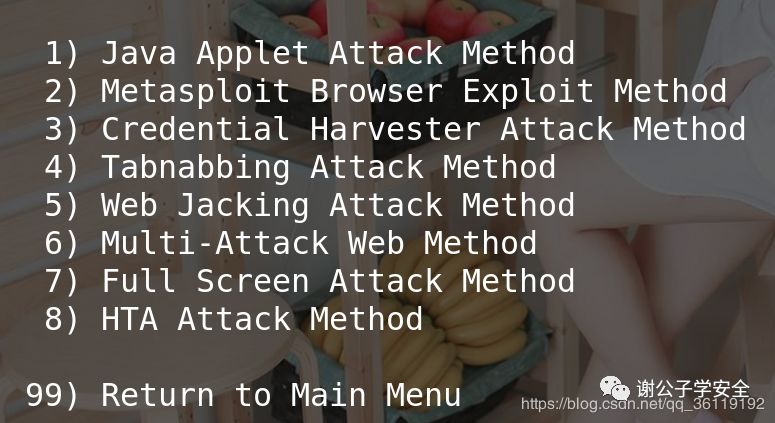 1) Java Applet Attack Method
2) Metasploit Browser Exploit Method
3) Credential Harvester Attack Method
4) Tabnabbing Attack Method
5) Web Jacking Attack Method
6) Multi-Attack Web Method
7) Full Screen Attack Method
8) HTA Attack Method
99) Return to Main Menu
谢公子学安全
https://blog.csdn.net/qq_36119192